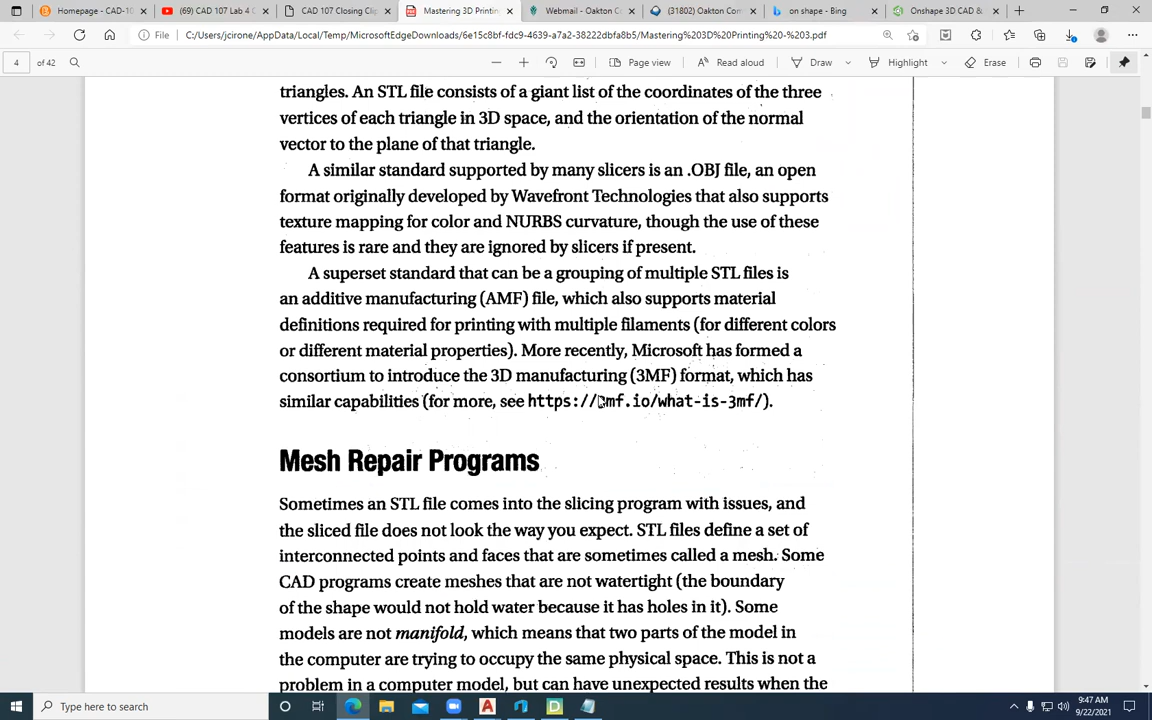 Homepage - CAD-10
(69) CAD 107 Lab 4 (
CAD 107 Closing Cli
Mastering 3D Printin
Webmail - Oakton Co
(31802) Oakton Com
on shape - Bing
Onshape 3D CAD &
File C:/Users/jcirone/AppData/Local/Temp/MicrosoftEdgeDownloads/6e15c8bf-fdc9-4639-a7a2-38222dbfa8b5/Mastering%203D%20Printing%20-%203.pdf
4 of 42
Page view
Read aloud
Draw
Highlight
Erase
triangles. An STL file consists of a giant list of the coordinates of the three
vertices of each triangle in 3D space, and the orientation of the normal
vector to the plane of that triangle.
A similar standard supported by many slicers is an .OBJ file, an open
format originally developed by Wavefront Technologies that also supports
texture mapping for color and NURBS curvature, though the use of these
features is rare and they are ignored by slicers if present.
A superset standard that can be a grouping of multiple STL files is
an additive manufacturing (AMF) file, which also supports material
definitions required for printing with multiple filaments (for different colors
or different material properties). More recently, Microsoft has formed a
consortium to introduce the 3D manufacturing (3MF) format, which has
similar capabilities (for more, see https://3mf.io/what-is-3mf/).
Mesh Repair Programs
Sometimes an STL file comes into the slicing program with issues, and
the sliced file does not look the way you expect. STL files define a set of
interconnected points and faces that are sometimes called a mesh. Some
CAD programs create meshes that are not watertight (the boundary
of the shape would not hold water because it has holes in it). Some
models are not manifold, which means that two parts of the model in
the computer are trying to occupy the same physical space. This is not a
problem in a computer model, but can have unexpected results when the
Type here to search
9:47 AM
9/22/2021